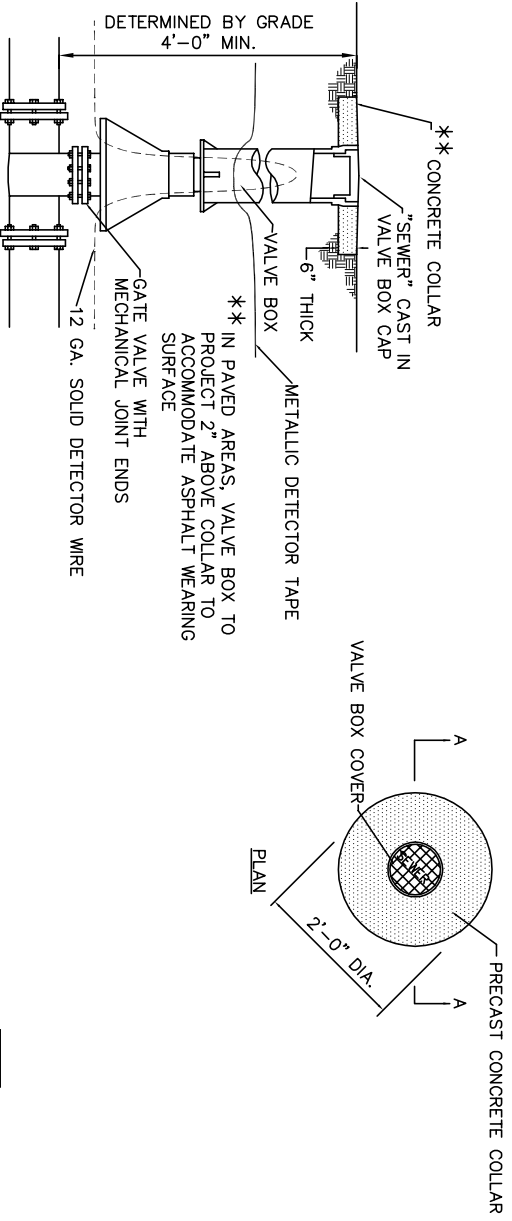 DETERMINED BY GRADE
4'-0" MIN.
** CONCRETE COLLAR
"SEWER" CAST IN
VALVE BOX CAP
6" THICK
VALVE BOX
METALLIC DETECTOR TAPE
** IN PAVED AREAS, VALVE BOX TO
PROJECT 2" ABOVE COLLAR TO
ACCOMMODATE ASPHALT WEARING
SURFACE
GATE VALVE WITH
MECHANICAL JOINT ENDS
12 GA. SOLID DETECTOR WIRE
A
A
PRECAST CONCRETE COLLAR
VALVE BOX COVER
SEWER
2'-0" DIA.
PLAN